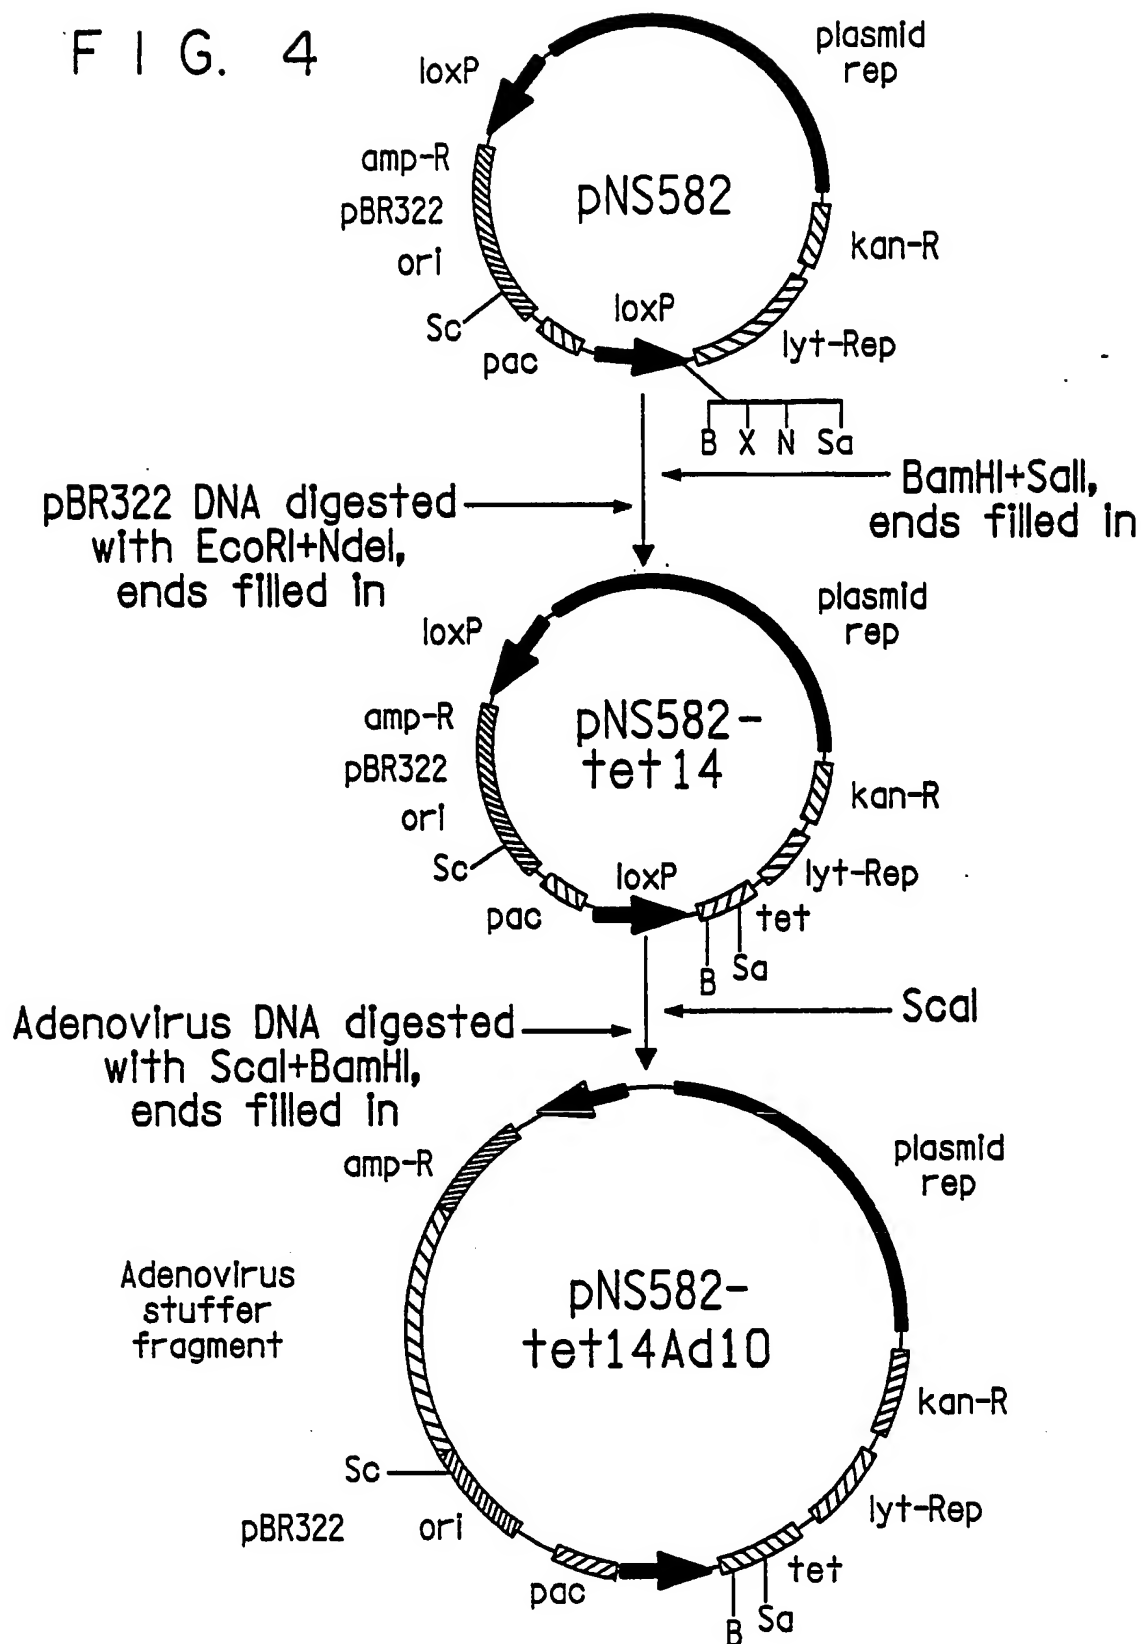 FIG. 4
plasmid
rep
loxP
amp-R
pBR322
ori
pNS582
kan-R
Sc
loxP
pac
lyt-Rep
B X N Sa
BamHI+SalI,
ends filled in
pBR322 DNA digested
with EcoRI+NdeI,
ends filled in
plasmid
rep
loxP
amp-R
pBR322
ori
pNS582-
tet14
kan-R
Sc
loxP
lyt-Rep
pac
tet
B
Sa
ScaI
Adenovirus DNA digested
with ScaI+BamHI,
ends filled in
amp-R
plasmid
rep
Adenovirus
stuffer
fragment
pNS582-
tet14Ad10
kan-R
Sc
pBR322
ori
lyt-Rep
pac
tet
B
Sa